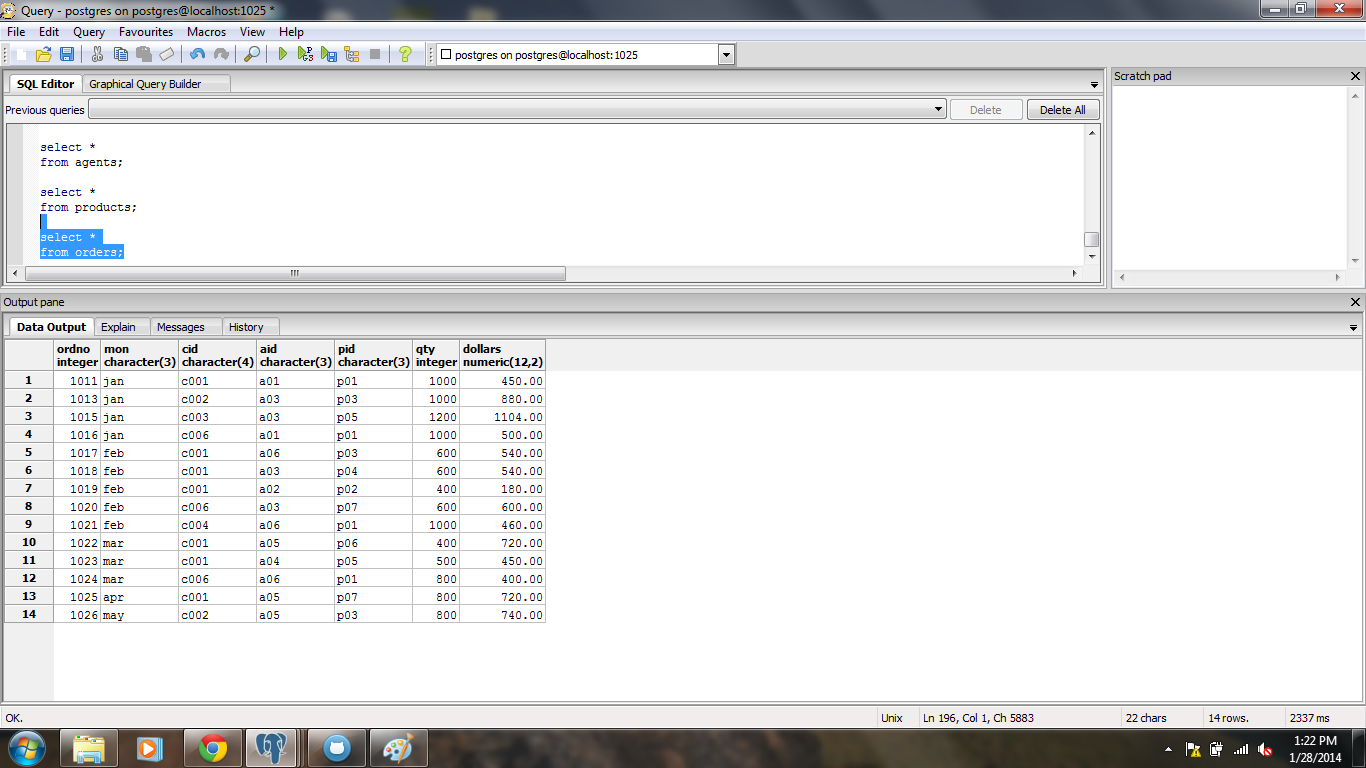 Query - postgres on postgres@localhost:1025 *
File Edit Query Favourites Macros View Help
postgres on postgres@localhost:1025
SQL Editor Graphical Query Builder
Scratch pad
Previous queries Delete Delete All
select *
from agents;
select *
from products;
select *
from orders;
Output pane
Data Output Explain Messages History
ordno mon cid aid pid qty dollars
integer character(3) character(4) character(3) character(3) integer numeric(12,2)
1 1011 jan c001 a01 p01 1000 450.00
2 1013 jan c002 a03 p03 1000 880.00
3 1015 jan c003 a03 p05 1200 1104.00
4 1016 jan c006 a01 p01 1000 500.00
5 1017 feb c001 a06 p03 600 540.00
6 1018 feb c001 a03 p04 600 540.00
7 1019 feb c001 a02 p02 400 180.00
8 1020 feb c006 a03 p07 600 600.00
9 1021 feb c004 a06 p01 1000 460.00
10 1022 mar c001 a05 p06 400 720.00
11 1023 mar c001 a04 p05 500 450.00
12 1024 mar c006 a06 p01 800 400.00
13 1025 apr c001 a05 p07 800 720.00
14 1026 may c002 a05 p03 800 740.00
OK. Unix Ln 196, Col 1, Ch 5883 22 chars 14 rows. 2337 ms
1:22 PM
1/28/2014